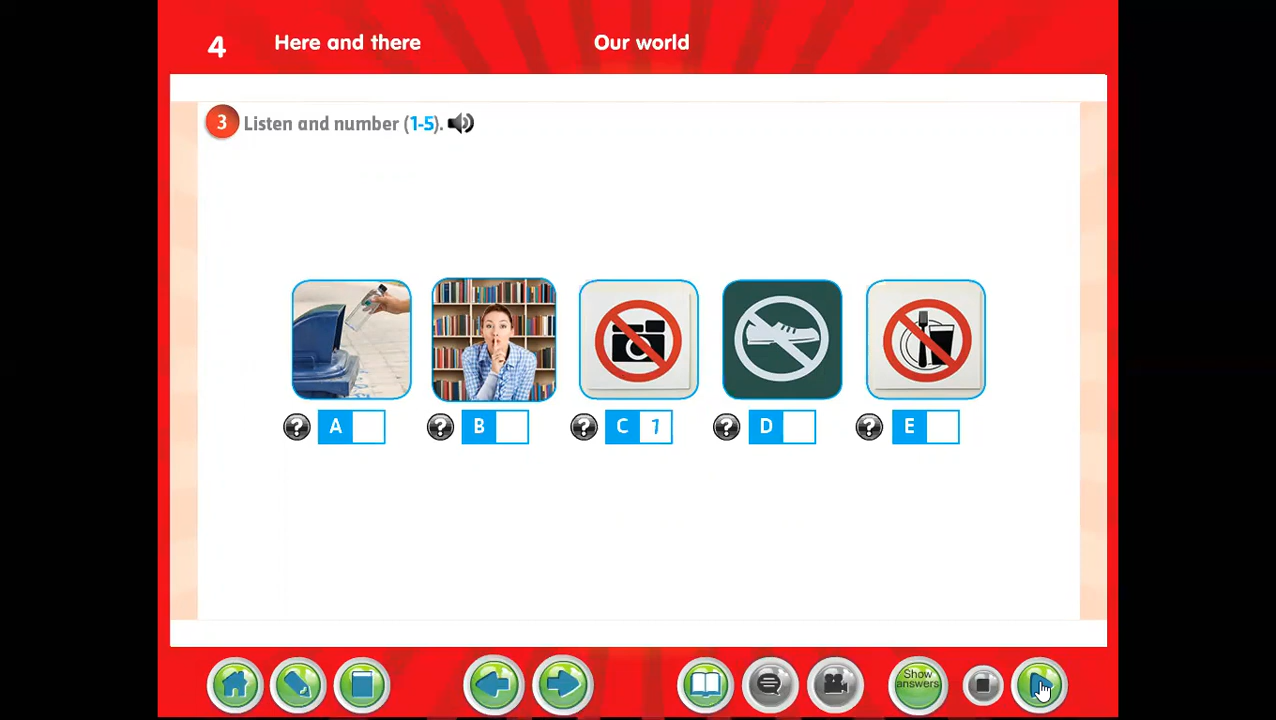 4 Here and there Our world
3 Listen and number (1-5).
? A ? B ? C 1 ? D ? E
Show
answers